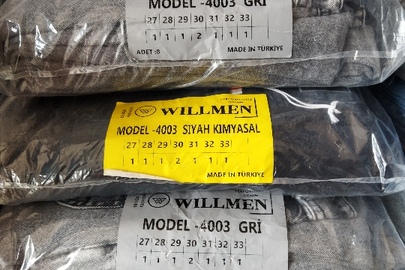 MODEL -4003 GRİ
27 28 29 30 31 32 33
1 1 1 2 1 1 1
ADET :8 MADE IN TÜRKİYE
WILLMEN
MODEL -4003 SIYAH KIMYASAL
27 28 29 30 31 32 33
1 1 1 2 1 1 1
MADE IN TÜRKİYE
WILLMEN
MODEL -4003 GRİ
27 28 29 30 31 32 33
1 1 1 2 1 1 1